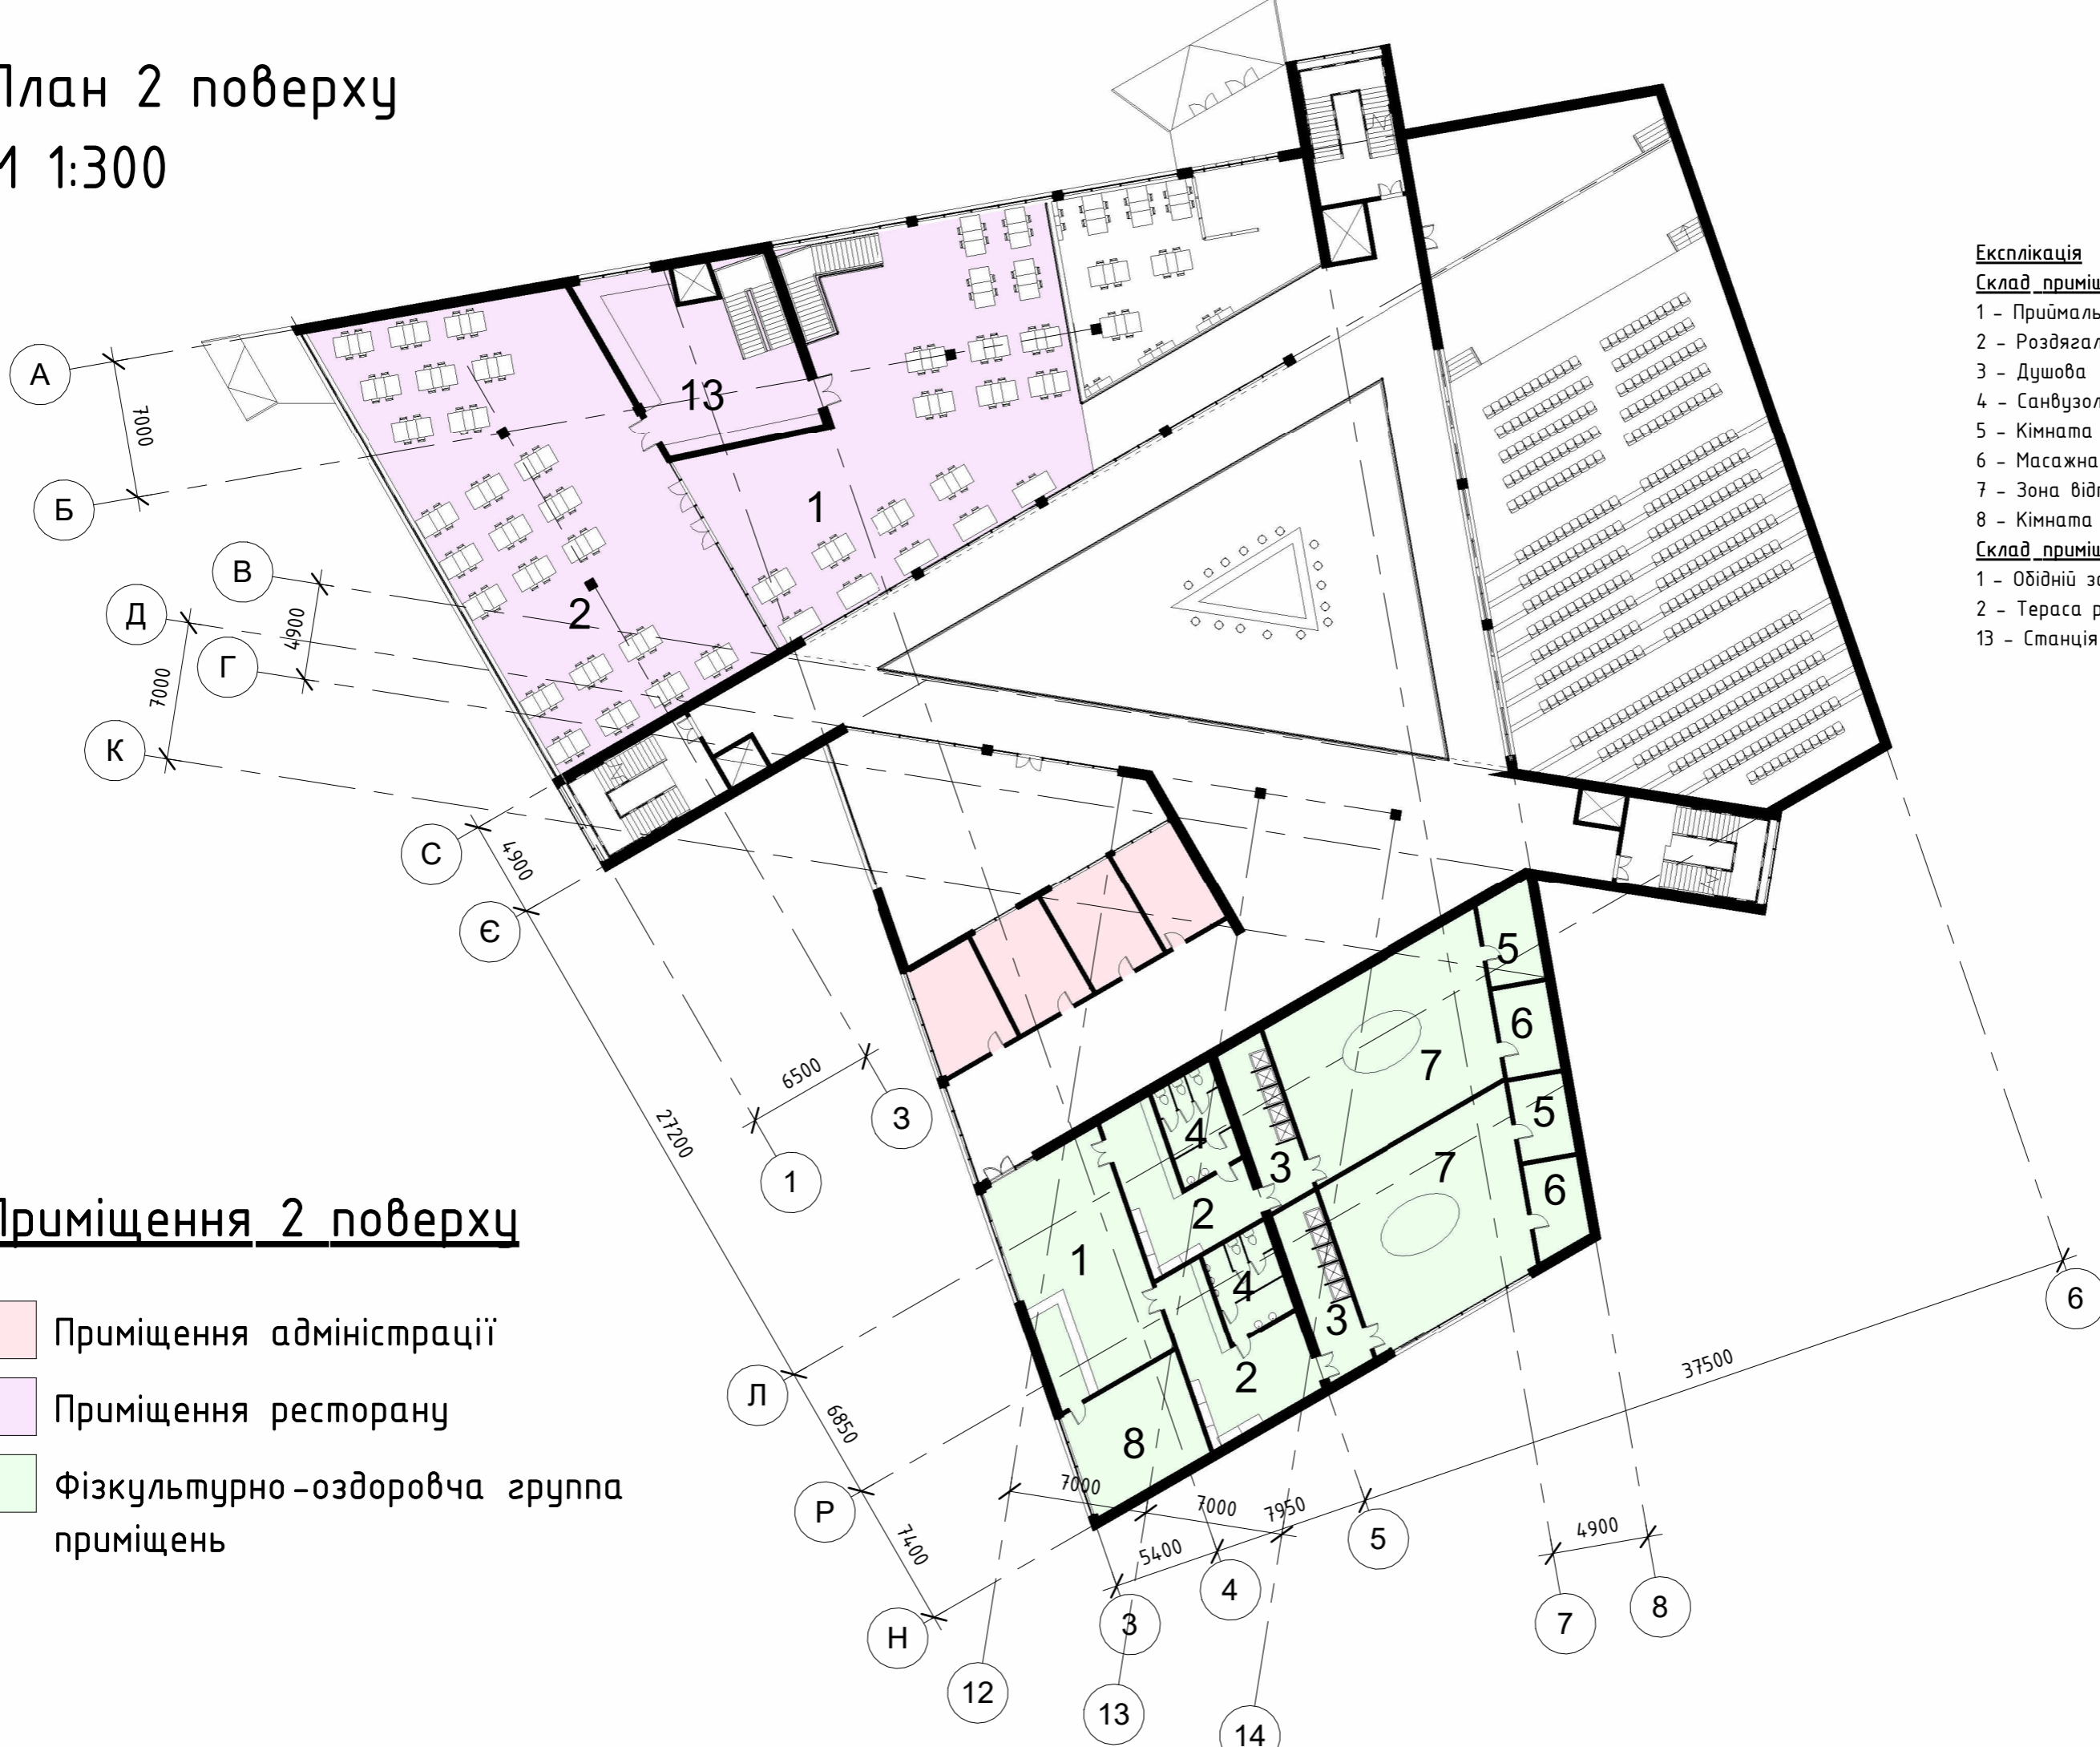 План 2 поверху
М 1:300
Експлікація
Склад приміщ
1 - Приймаль
2 - Роздягал
3 - Душова
4 - Санвузол
5 - Кімната
6 - Масажна
7 - Зона відп
8 - Кімната
Склад приміщ
1 - Обідній за
2 - Тераса р
13 - Станція
А
Б
В
Д
Г
К
С
Є
Л
Р
Н
7000
4900
7000
4900
27200
6850
7400
6500
1
3
13
1
2
5
6
5
6
7
7
4
3
2
1
4
3
2
8
7000
7000
7950
5400
37500
4900
3
4
5
6
7
8
12
13
14
Приміщення 2 поверху
Приміщення адміністрації
Приміщення ресторану
Фізкультурно-оздоровча группа
приміщень